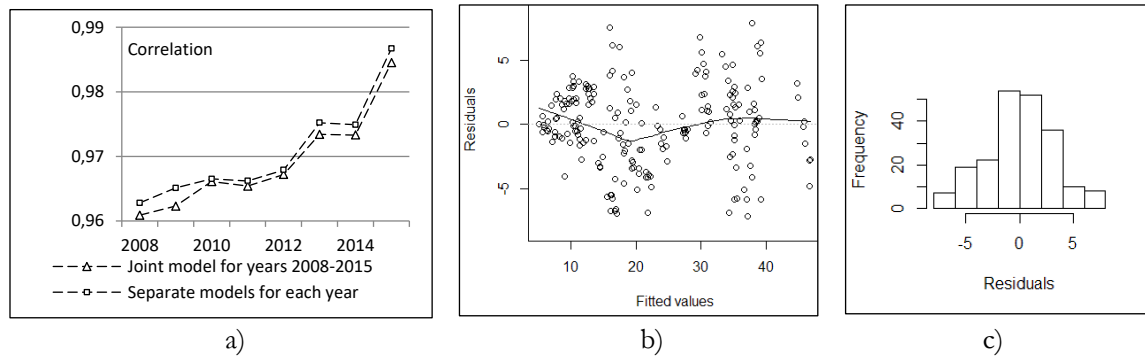 0,99
Correlation
0,98
0,97
0,96
2008 2010 2012 2014
Joint model for years 2008-2015
Separate models for each year
a)
Residuals
5
0
-5
10 20 30 40
Fitted values
b)
Frequency
40
20
0
-5 0 5
Residuals
c)